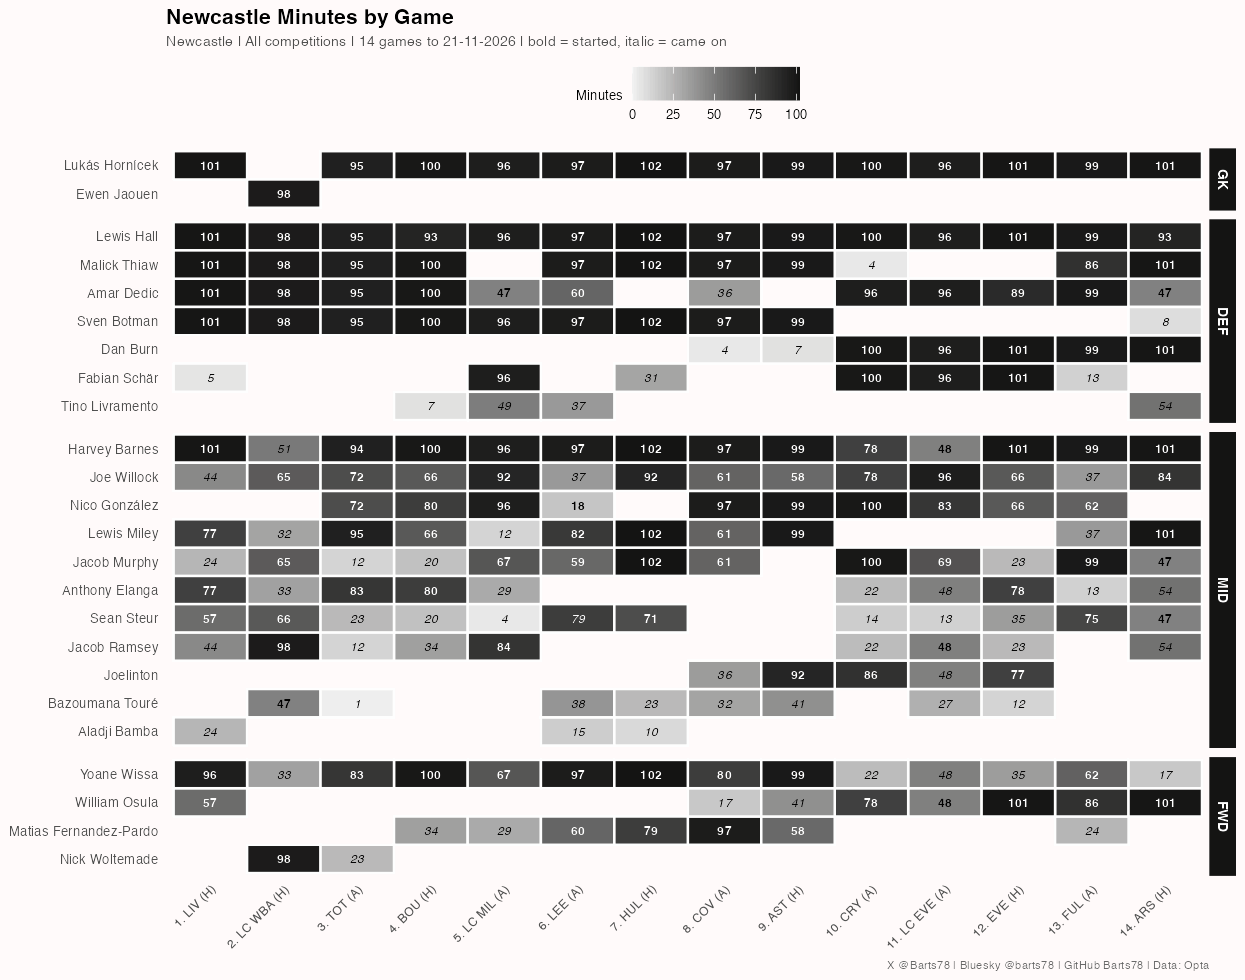 Newcastle Minutes by Game
Newcastle | All competitions | 14 games to 21-11-2026 | bold = started, italic = came on
Minutes
0 25 50 75 100
Lukás Hornícek 101 95 100 96 97 102 97 99 100 96 101 99 101
Ewen Jaouen 98
GK
Lewis Hall 101 98 95 93 96 97 102 97 99 100 96 101 99 93
Malick Thiaw 101 98 95 100 97 102 97 99 4 86 101
Amar Dedic 101 98 95 100 47 60 36 96 96 89 99 47
Sven Botman 101 98 95 100 96 97 102 97 99 8
Dan Burn 4 7 100 96 101 99 101
Fabian Schär 5 96 31 100 96 101 13
Tino Livramento 7 49 37 54
DEF
Harvey Barnes 101 51 94 100 96 97 102 97 99 78 48 101 99 101
Joe Willock 44 65 72 66 92 37 92 61 58 78 96 66 37 84
Nico González 72 80 96 18 97 99 100 83 66 62
Lewis Miley 77 32 95 66 12 82 102 61 99 37 101
Jacob Murphy 24 65 12 20 67 59 102 61 100 69 23 99 47
Anthony Elanga 77 33 83 80 29 22 48 78 13 54
Sean Steur 57 66 23 20 4 79 71 14 13 35 75 47
Jacob Ramsey 44 98 12 34 84 22 48 23 54
Joelinton 36 92 86 48 77
Bazoumana Touré 47 1 38 23 32 41 27 12
Aladji Bamba 24 15 10
MID
Yoane Wissa 96 33 83 100 67 97 102 80 99 22 48 35 62 17
William Osula 57 17 41 78 48 101 86 101
Matias Fernandez-Pardo 34 29 60 79 97 58 24
Nick Woltemade 98 23
FWD
1. LIV (H)
2. LC WBA (H)
3. TOT (A)
4. BOU (H)
5. LC MIL (A)
6. LEE (A)
7. HUL (H)
8. COV (A)
9. AST (H)
10. CRY (A)
11. LC EVE (A)
12. EVE (H)
13. FUL (A)
14. ARS (H)
X @Barts78 | Bluesky @barts78 | GitHub Barts78 | Data: Opta